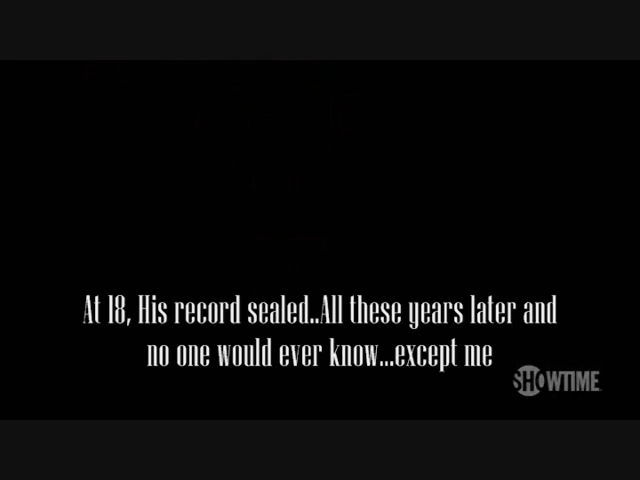 At 18, His record sealed..All these years later and
no one would ever know...except me
SHOWTIME